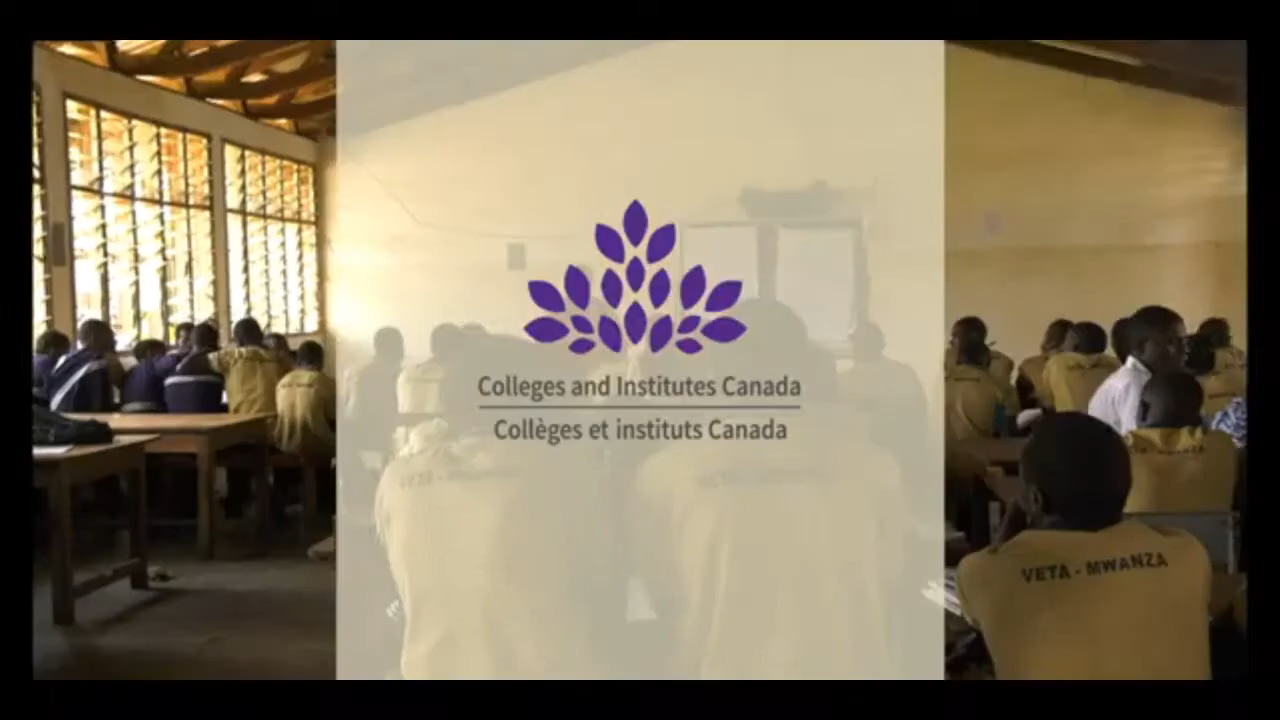 Colleges and Institutes Canada
Collèges et instituts Canada
VETA - MWANZA